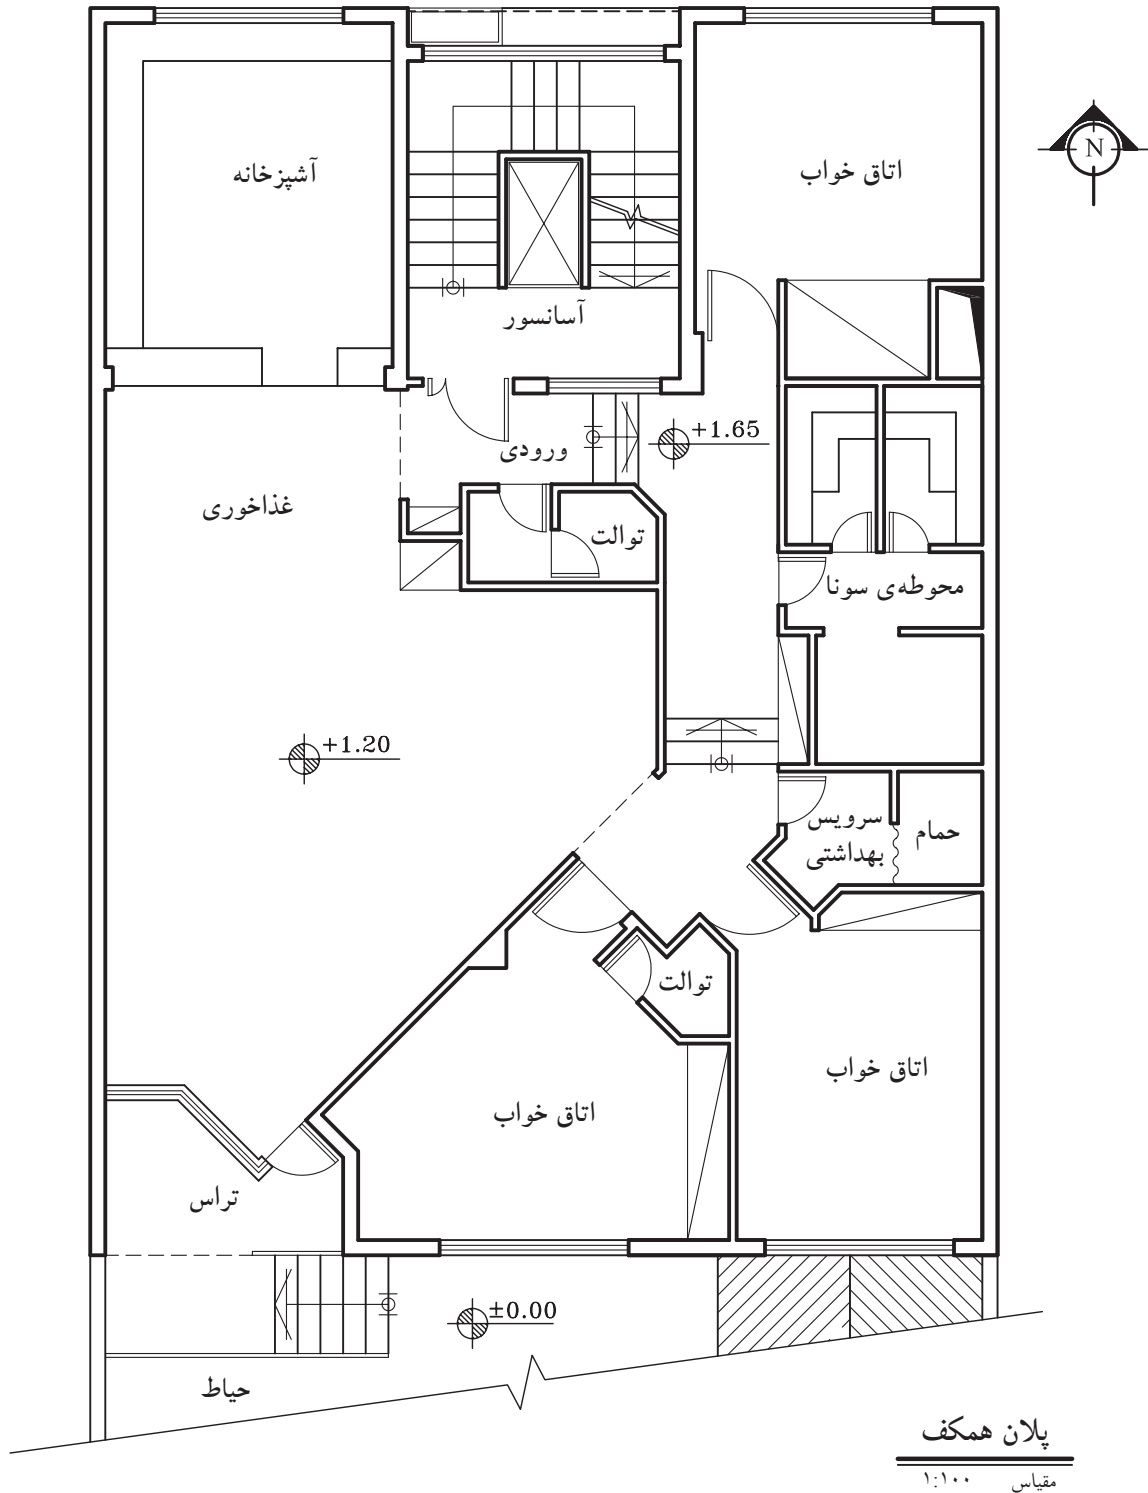 آشپزخانه
اتاق خواب
N
آسانسور
+1.65
ورودی
غذاخوری
توالت
محوطه‌ی سونا
+1.20
سرویس
بهداشتی
حمام
توالت
اتاق خواب
اتاق خواب
تراس
±0.00
حیاط
پلان همکف
مقیاس ۱:۱۰۰